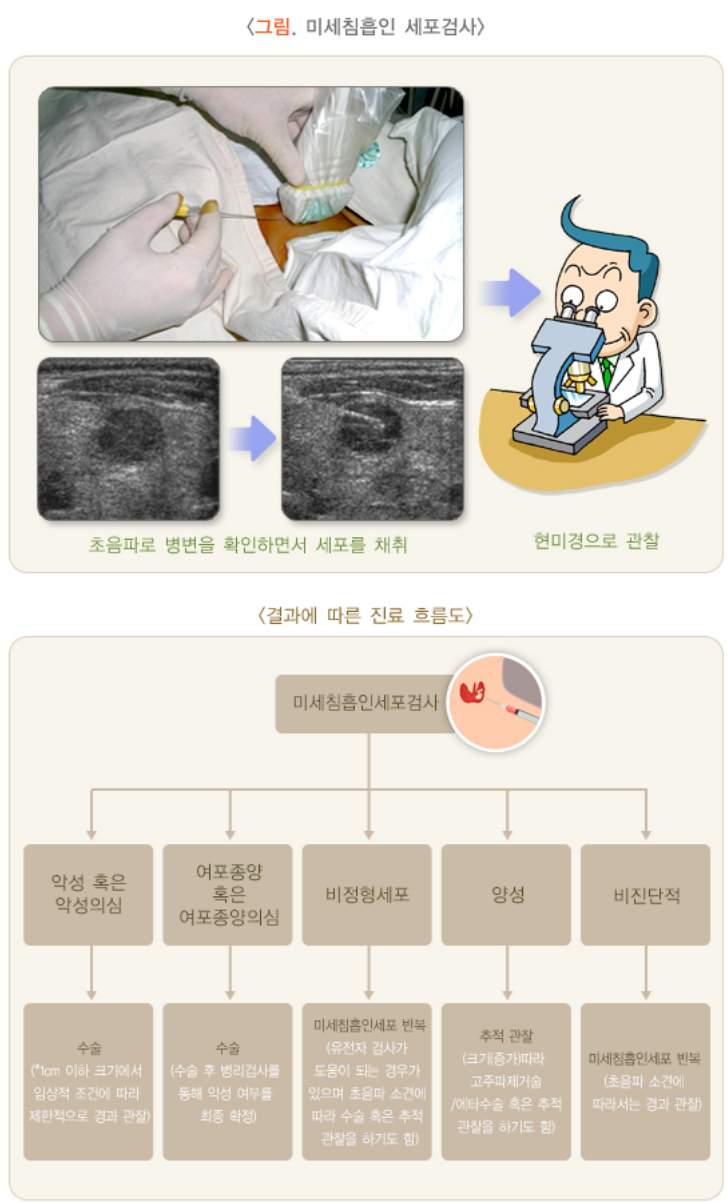 <그림. 미세침흡인 세포검사>
초음파로 병변을 확인하면서 세포를 채취
현미경으로 관찰
<결과에 따른 진료 흐름도>
미세침흡인세포검사
악성 혹은
악성의심
여포종양
혹은
여포종양의심
비정형세포
양성
비진단적
수술
(*1cm 이하 크기에서
임상적 조건에 따라
제한적으로 경과 관찰)
수술
(수술 후 병리검사를
통해 악성 여부를
최종 확정)
미세침흡인세포 반복
(유전자 검사가
도움이 되는 경우가
있으며 초음파 소견에
따라 수술 혹은 추적
관찰을 하기도 함)
추적 관찰
(크기(증가)따라
고주파제거술
/에타수술 혹은 추적
관찰을 하기도 함)
미세침흡인세포 반복
(초음파 소견에
따라서는 경과 관찰)